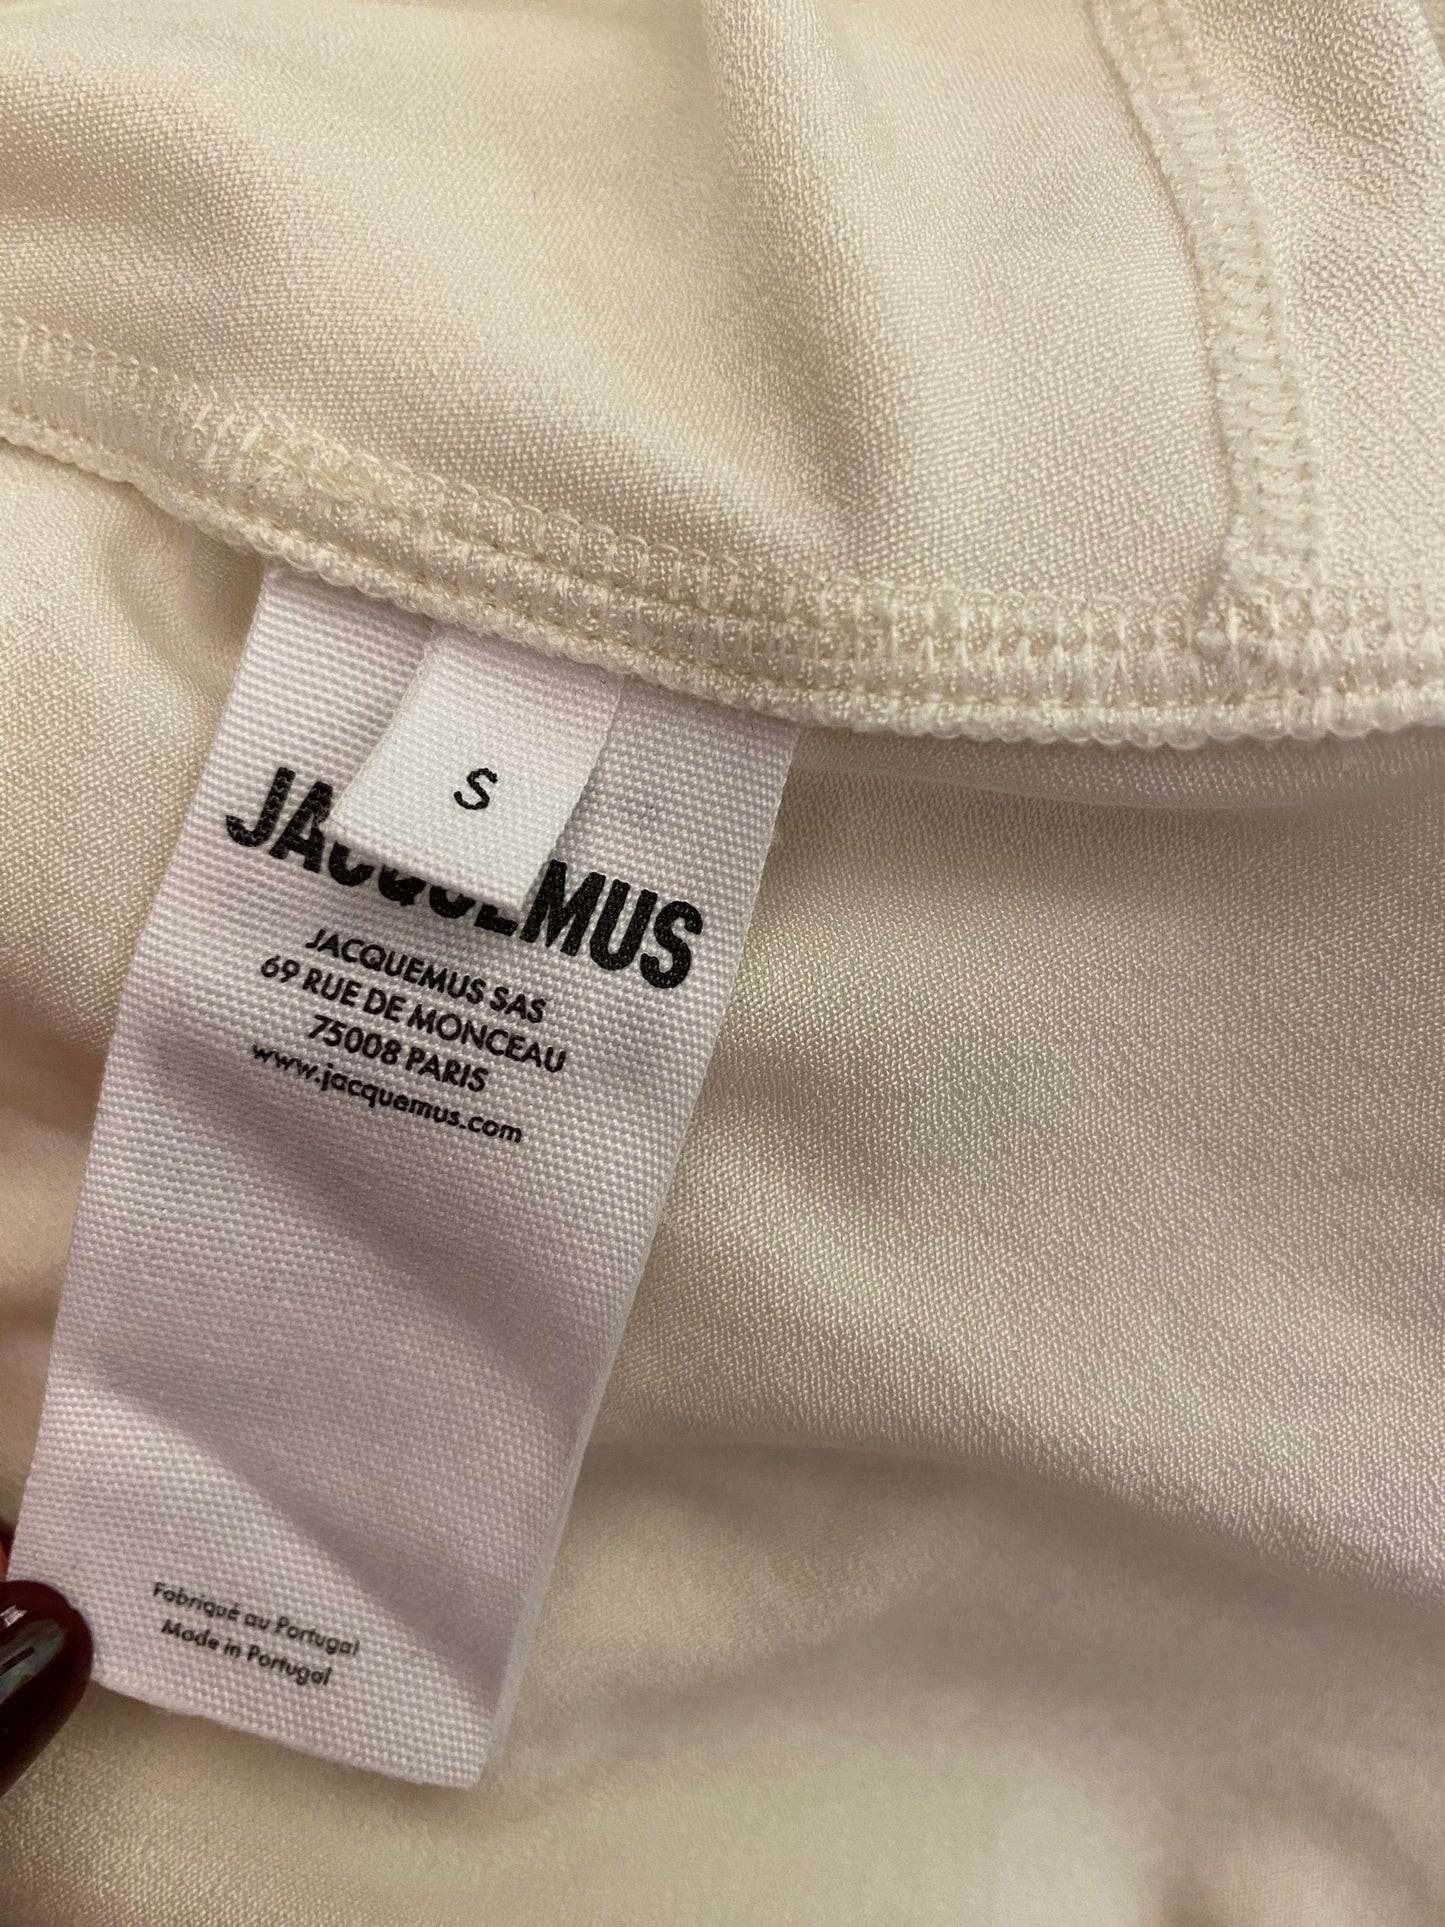 S
JACQUEMUS
JACQUEMUS SAS
69 RUE DE MONCEAU
75008 PARIS
www.jacquemus.com
Fabriqué au Portugal
Made in Portugal